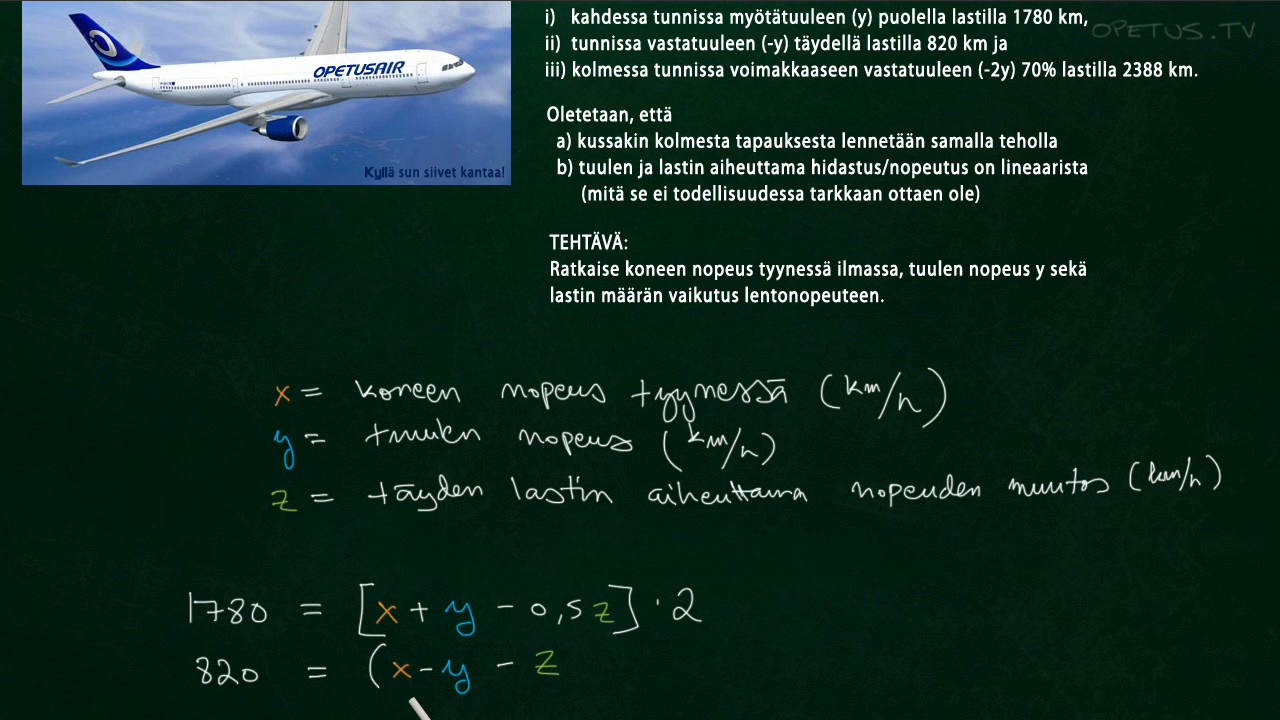 OPETUSAIR
Kyllä sun siivet kantaa!
OPETUS.TV
i) kahdessa tunnissa myötätuuleen (y) puolella lastilla 1780 km,
ii) tunnissa vastatuuleen (-y) täydellä lastilla 820 km ja
iii) kolmessa tunnissa voimakkaaseen vastatuuleen (-2y) 70% lastilla 2388 km.
Oletetaan, että
a) kussakin kolmesta tapauksesta lennetään samalla teholla
b) tuulen ja lastin aiheuttama hidastus/nopeutus on lineaarista
(mitä se ei todellisuudessa tarkkaan ottaen ole)
TEHTÄVÄ:
Ratkaise koneen nopeus tyynessä ilmassa, tuulen nopeus y sekä
lastin määrän vaikutus lentonopeuteen.
x = koneen nopeus tyynessä (km/h)
y = tuulen nopeus (km/h)
z = täyden lastin aiheuttama nopeuden muutos (km/h)
1780 = [x + y - 0,5z] · 2
820 = (x - y - z